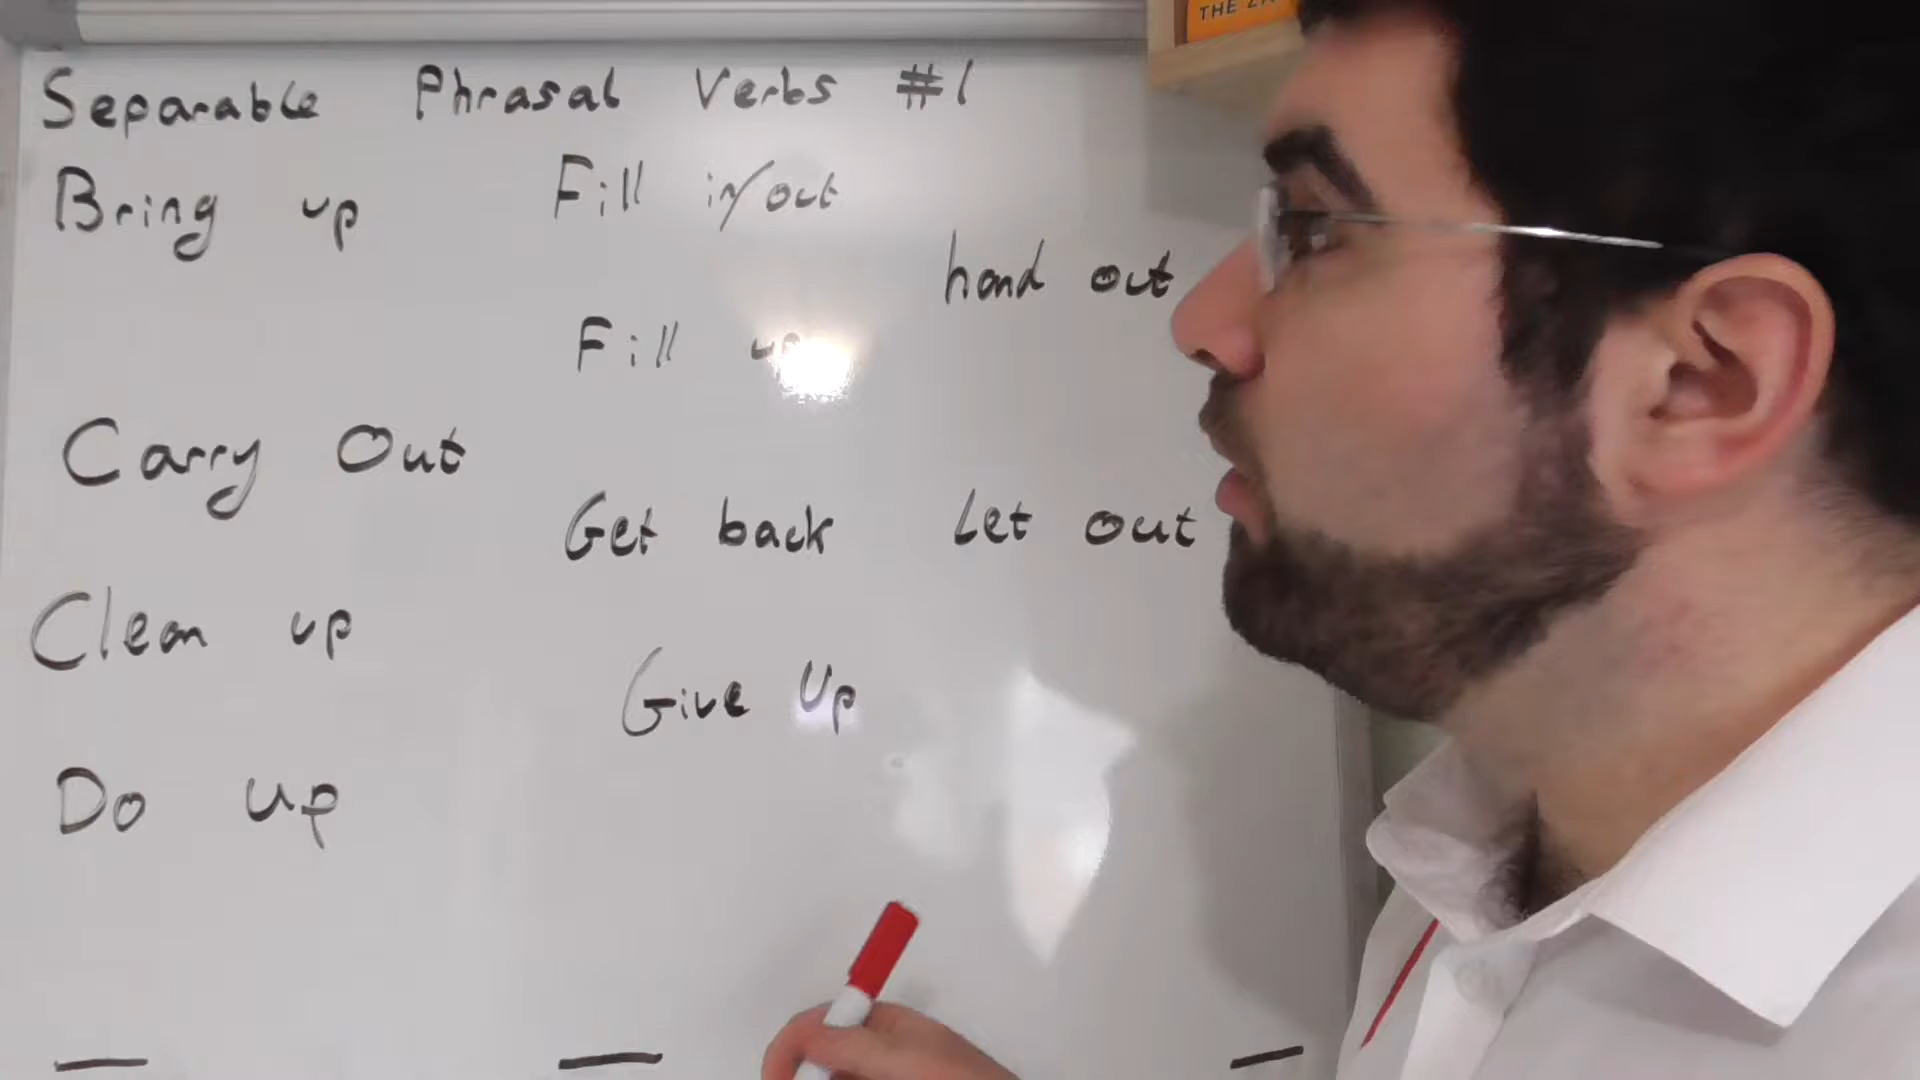 Separable Phrasal Verbs #1
Bring up
Carry Out
Clean up
Do up
Fill in/out
Fill up
Get back
Give Up
hand out
Let out
THE